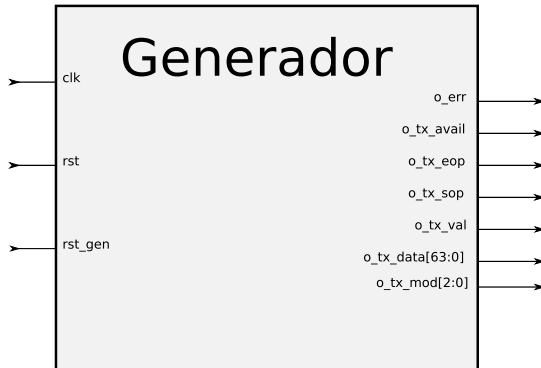 Generador
clk
rst
rst_gen
o_err
o_tx_avail
o_tx_eop
o_tx_sop
o_tx_val
o_tx_data[63:0]
o_tx_mod[2:0]